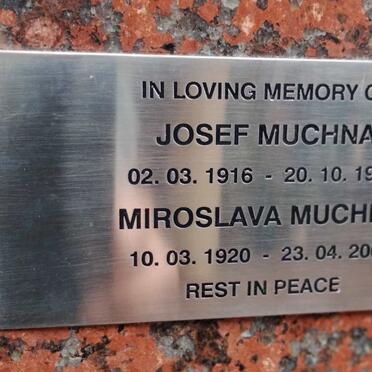 IN LOVING MEMORY
JOSEF MUCHNA
02. 03. 1916 - 20. 10.
MIROSLAVA
10. 03. 1920 - 23. 04.
REST IN PEACE